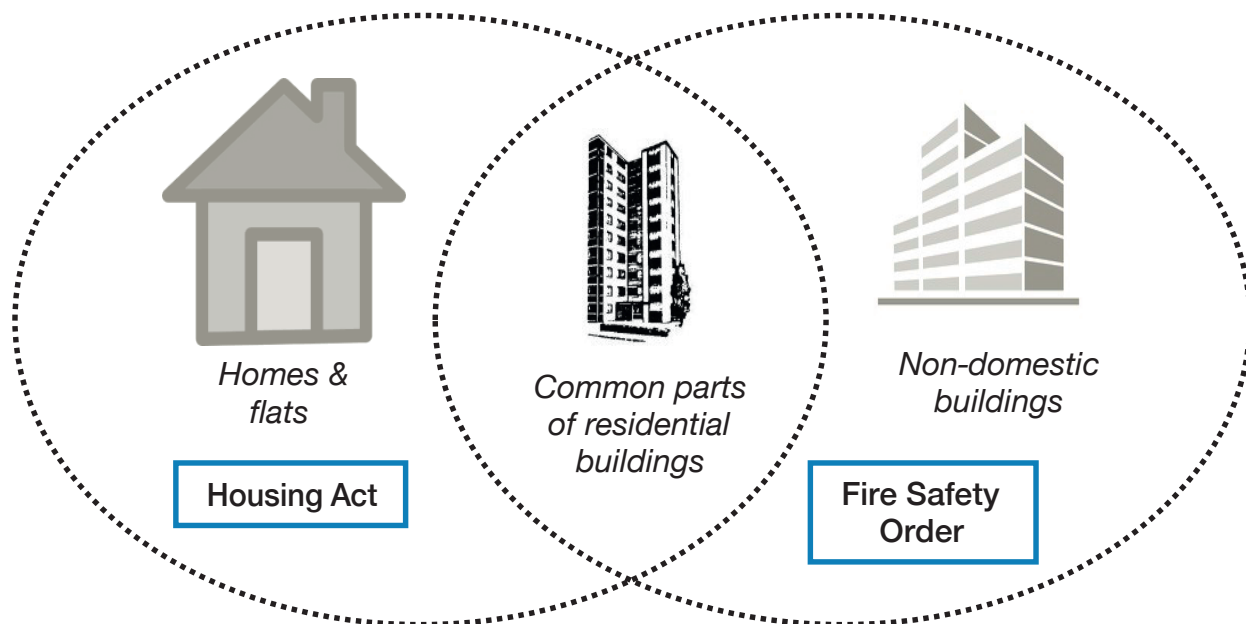 Homes &
flats
Housing Act
Common parts
of residential
buildings
Non-domestic
buildings
Fire Safety
Order